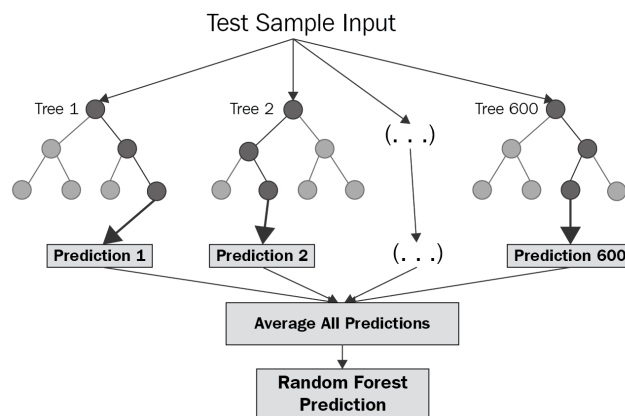 Test Sample Input
Tree 1
Tree 2
Tree 600
(. . .)
Prediction 1
Prediction 2
(. . .)
Prediction 600
Average All Predictions
Random Forest
Prediction